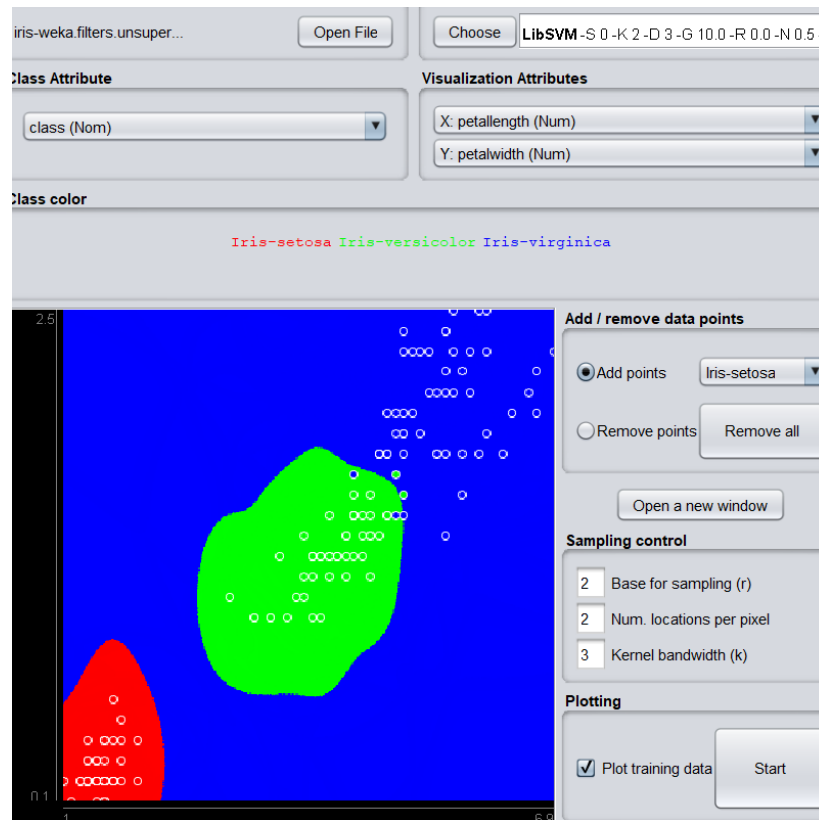 iris-weka.filters.unsuper...
Open File
Choose
LibSVM -S 0 -K 2 -D 3 -G 10.0 -R 0.0 -N 0.5
Class Attribute
Visualization Attributes
class (Nom)
X: petallength (Num)
Y: petalwidth (Num)
Class color
Iris-setosa Iris-versicolor Iris-virginica
2.5
Add / remove data points
Add points
Iris-setosa
Remove points
Remove all
Open a new window
Sampling control
2 Base for sampling (r)
2 Num. locations per pixel
3 Kernel bandwidth (k)
Plotting
Plot training data
Start
0.1
1
6.9